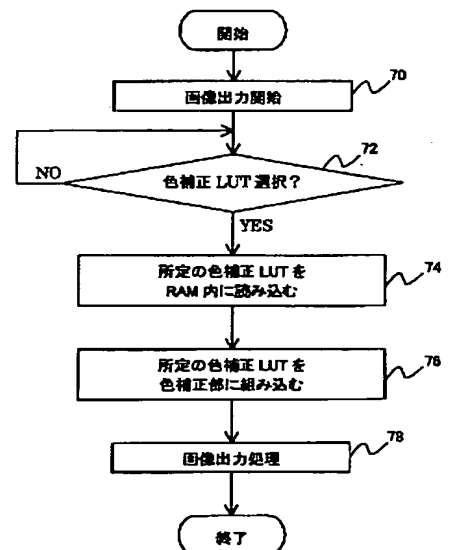 開始
画像出力開始
70
72
色補正 LUT 選択？
NO
YES
所定の色補正 LUT を
RAM 内に読み込む
74
所定の色補正 LUT を
色補正部に組み込む
76
画像出力処理
78
終了